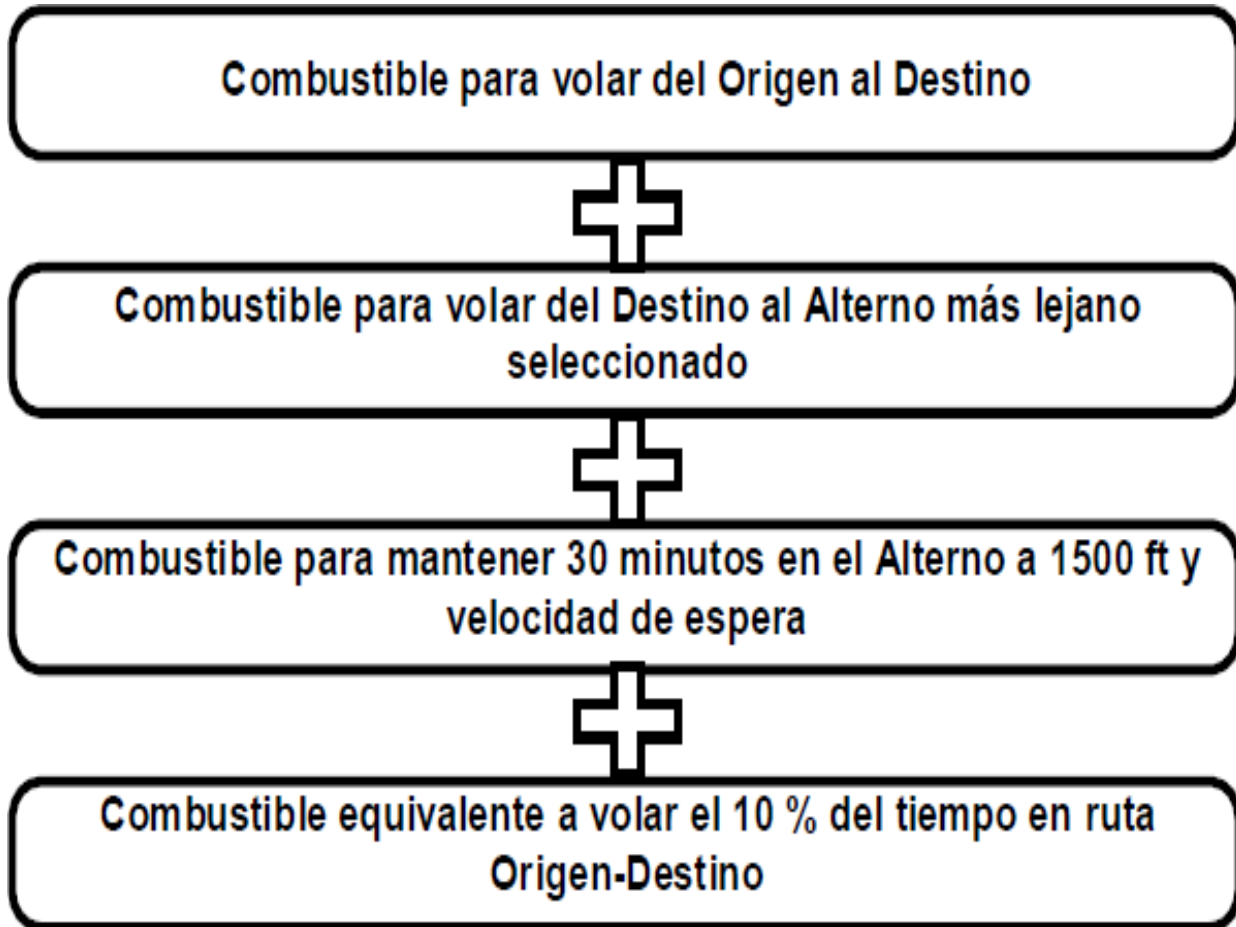 Combustible para volar del Origen al Destino
Combustible para volar del Destino al Alterno más lejano
seleccionado
Combustible para mantener 30 minutos en el Alterno a 1500 ft y
velocidad de espera
Combustible equivalente a volar el 10 % del tiempo en ruta
Origen-Destino